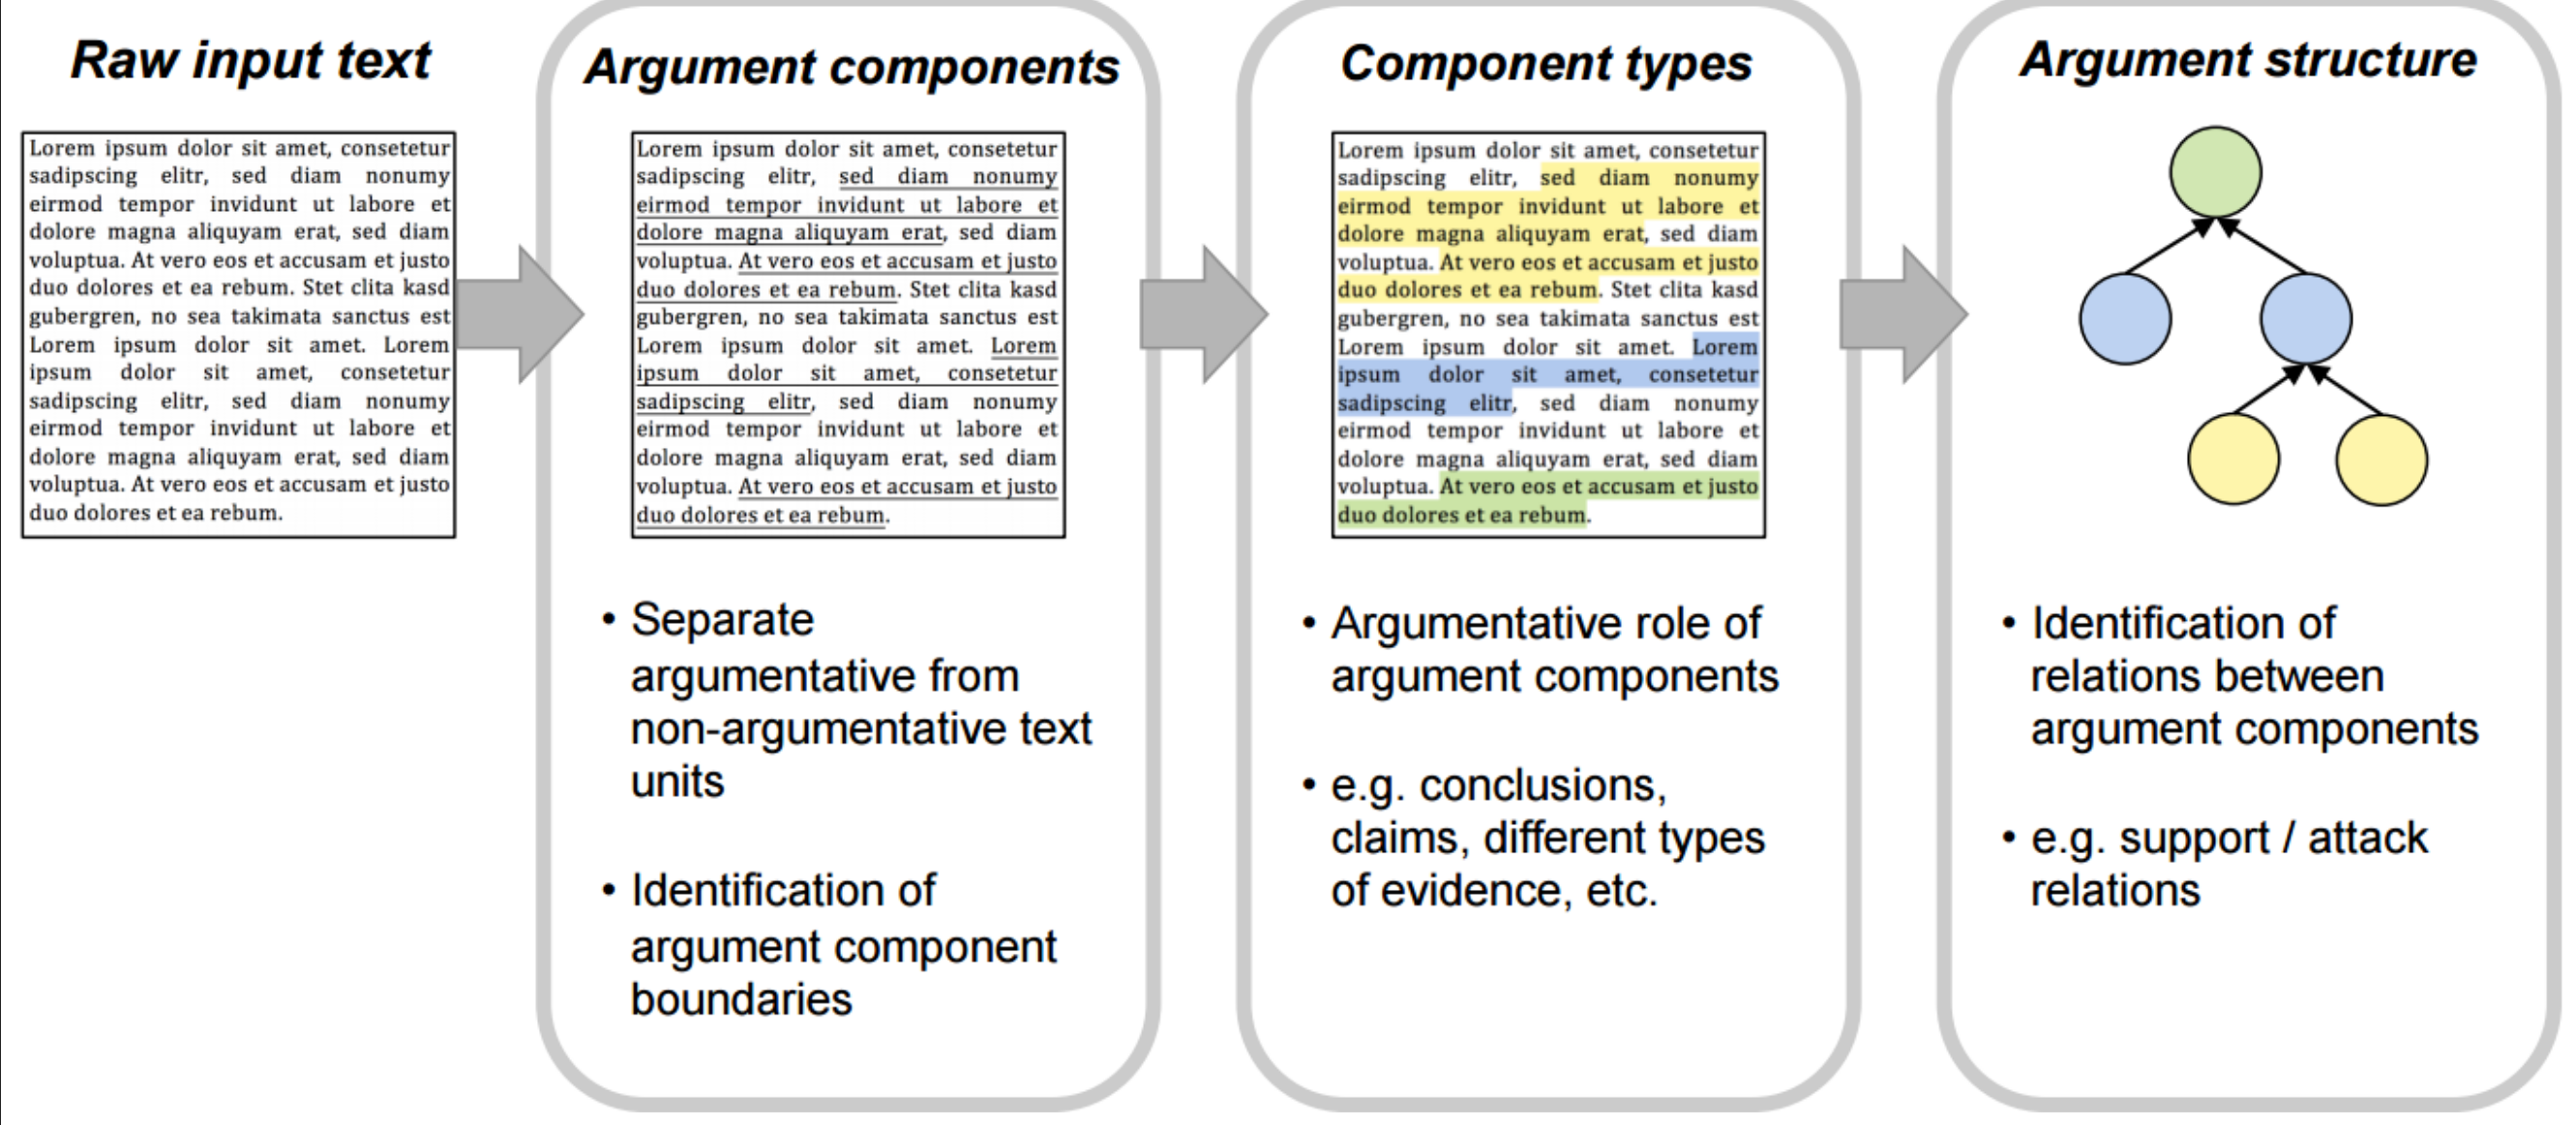 Raw input text
Lorem ipsum dolor sit amet, consetetur
sadipscing elitr, sed diam nonumy
eirmod tempor invidunt ut labore et
dolore magna aliquyam erat, sed diam
voluptua. At vero eos et accusam et justo
duo dolores et ea rebum. Stet clita kasd
gubergren, no sea takimata sanctus est
Lorem ipsum dolor sit amet. Lorem
ipsum dolor sit amet, consetetur
sadipscing elitr, sed diam nonumy
eirmod tempor invidunt ut labore et
dolore magna aliquyam erat, sed diam
voluptua. At vero eos et accusam et justo
duo dolores et ea rebum.
Argument components
Lorem ipsum dolor sit amet, consetetur
sadipscing elitr, sed diam nonumy
eirmod tempor invidunt ut labore et
dolore magna aliquyam erat, sed diam
voluptua. At vero eos et accusam et justo
duo dolores et ea rebum. Stet clita kasd
gubergren, no sea takimata sanctus est
Lorem ipsum dolor sit amet. Lorem
ipsum dolor sit amet, consetetur
sadipscing elitr, sed diam nonumy
eirmod tempor invidunt ut labore et
dolore magna aliquyam erat, sed diam
voluptua. At vero eos et accusam et justo
duo dolores et ea rebum.
• Separate
argumentative from
non-argumentative text
units
• Identification of
argument component
boundaries
Component types
Lorem ipsum dolor sit amet, consetetur
sadipscing elitr, sed diam nonumy
eirmod tempor invidunt ut labore et
dolore magna aliquyam erat, sed diam
voluptua. At vero eos et accusam et justo
duo dolores et ea rebum. Stet clita kasd
gubergren, no sea takimata sanctus est
Lorem ipsum dolor sit amet. Lorem
ipsum dolor sit amet, consetetur
sadipscing elitr, sed diam nonumy
eirmod tempor invidunt ut labore et
dolore magna aliquyam erat, sed diam
voluptua. At vero eos et accusam et justo
duo dolores et ea rebum.
• Argumentative role of
argument components
• e.g. conclusions,
claims, different types
of evidence, etc.
Argument structure
• Identification of
relations between
argument components
• e.g. support / attack
relations